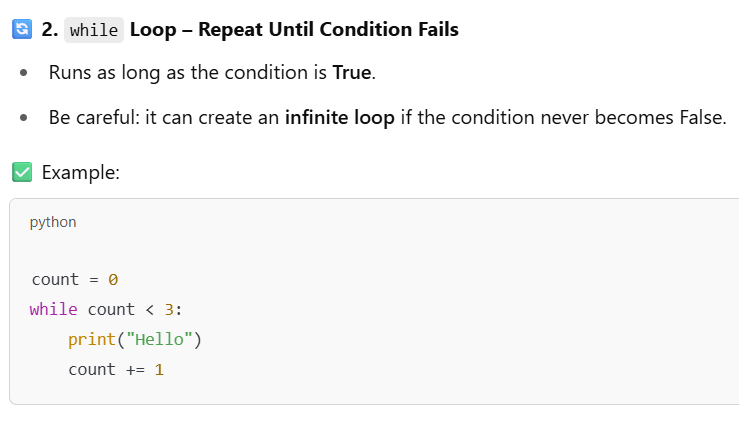 🔄 2. while Loop – Repeat Until Condition Fails
• Runs as long as the condition is True.
• Be careful: it can create an infinite loop if the condition never becomes False.
✅ Example:
python
count = 0
while count < 3:
    print("Hello")
    count += 1